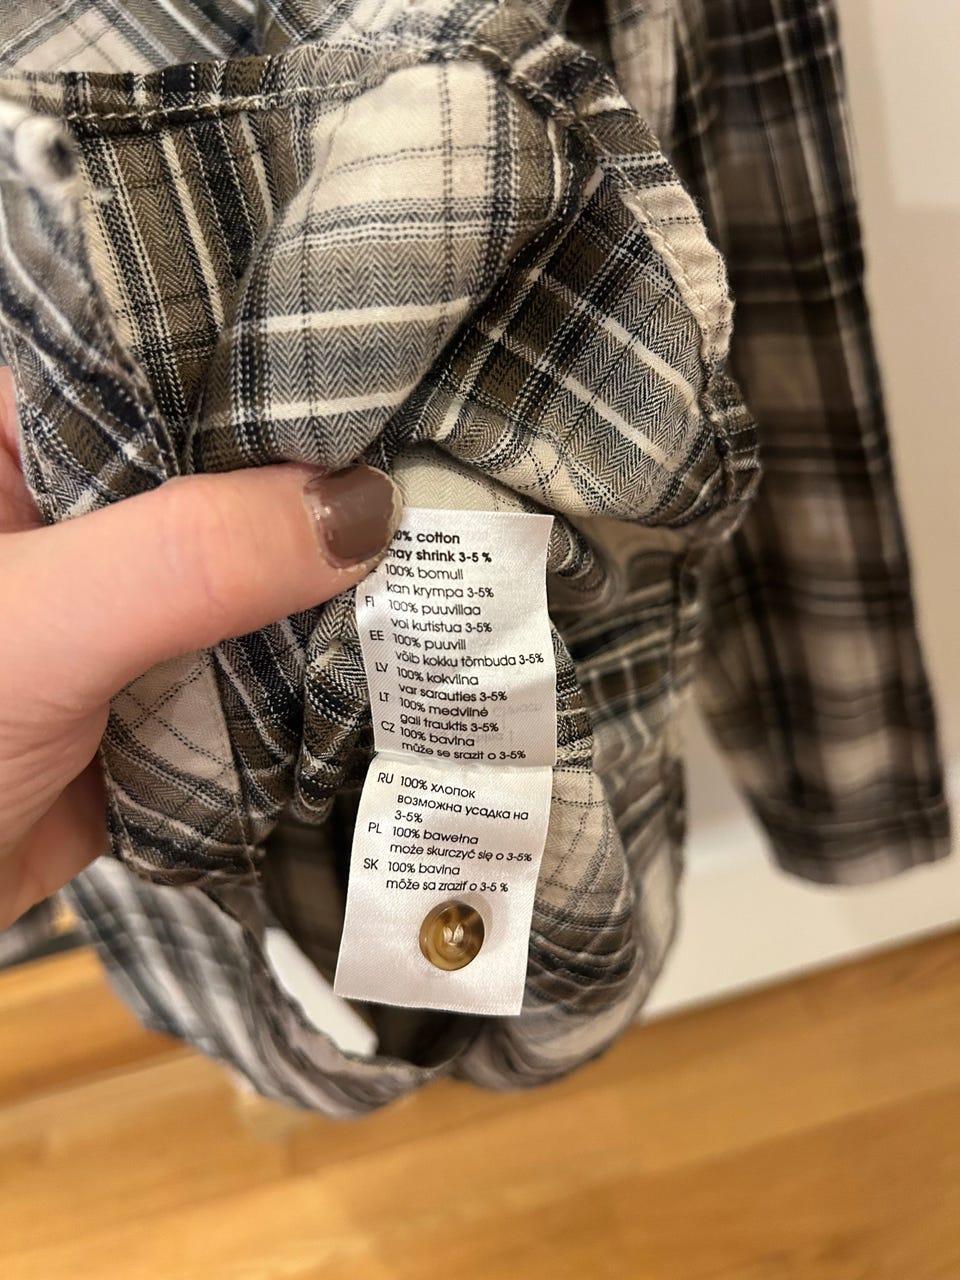 cotton
may shrink 3-5 %
100% bomull
kan krympa 3-5%
FI 100% puuvillaa
voi kutistua 3-5%
EE 100% puuvill
võib kokku tõmbuda 3-5%
LV 100% kokvilna
var sarauties 3-5%
LT 100% medvilnė
gali trauktis 3-5%
CZ 100% bavlna
může se srazit o 3-5%
RU 100% хлопок
возможна усадка на
3-5%
PL 100% bawełna
może skurczyć się o 3-5%
SK 100% bavlna
môže sa zraziť o 3-5 %